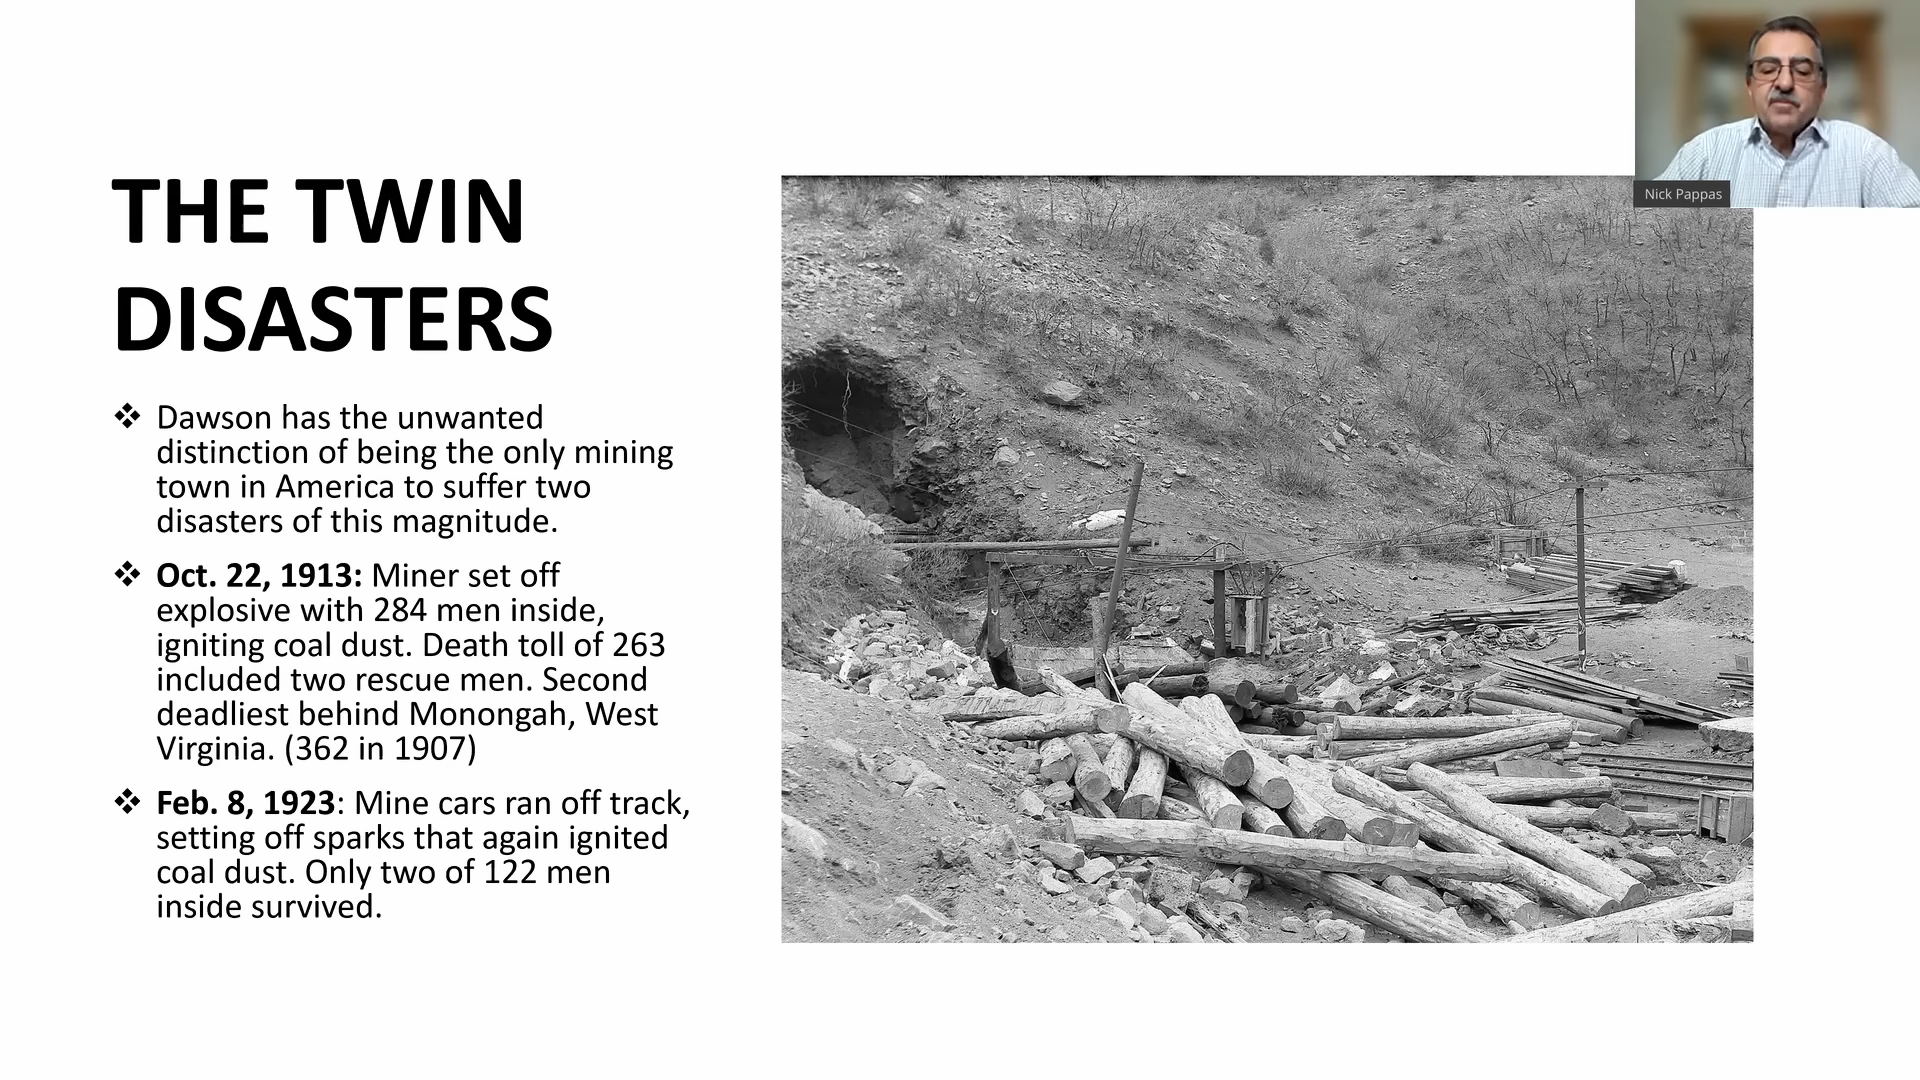 THE TWIN
DISASTERS
❖ Dawson has the unwanted
distinction of being the only mining
town in America to suffer two
disasters of this magnitude.
❖ Oct. 22, 1913: Miner set off
explosive with 284 men inside,
igniting coal dust. Death toll of 263
included two rescue men. Second
deadliest behind Monongah, West
Virginia. (362 in 1907)
❖ Feb. 8, 1923: Mine cars ran off track,
setting off sparks that again ignited
coal dust. Only two of 122 men
inside survived.
Nick Pappas